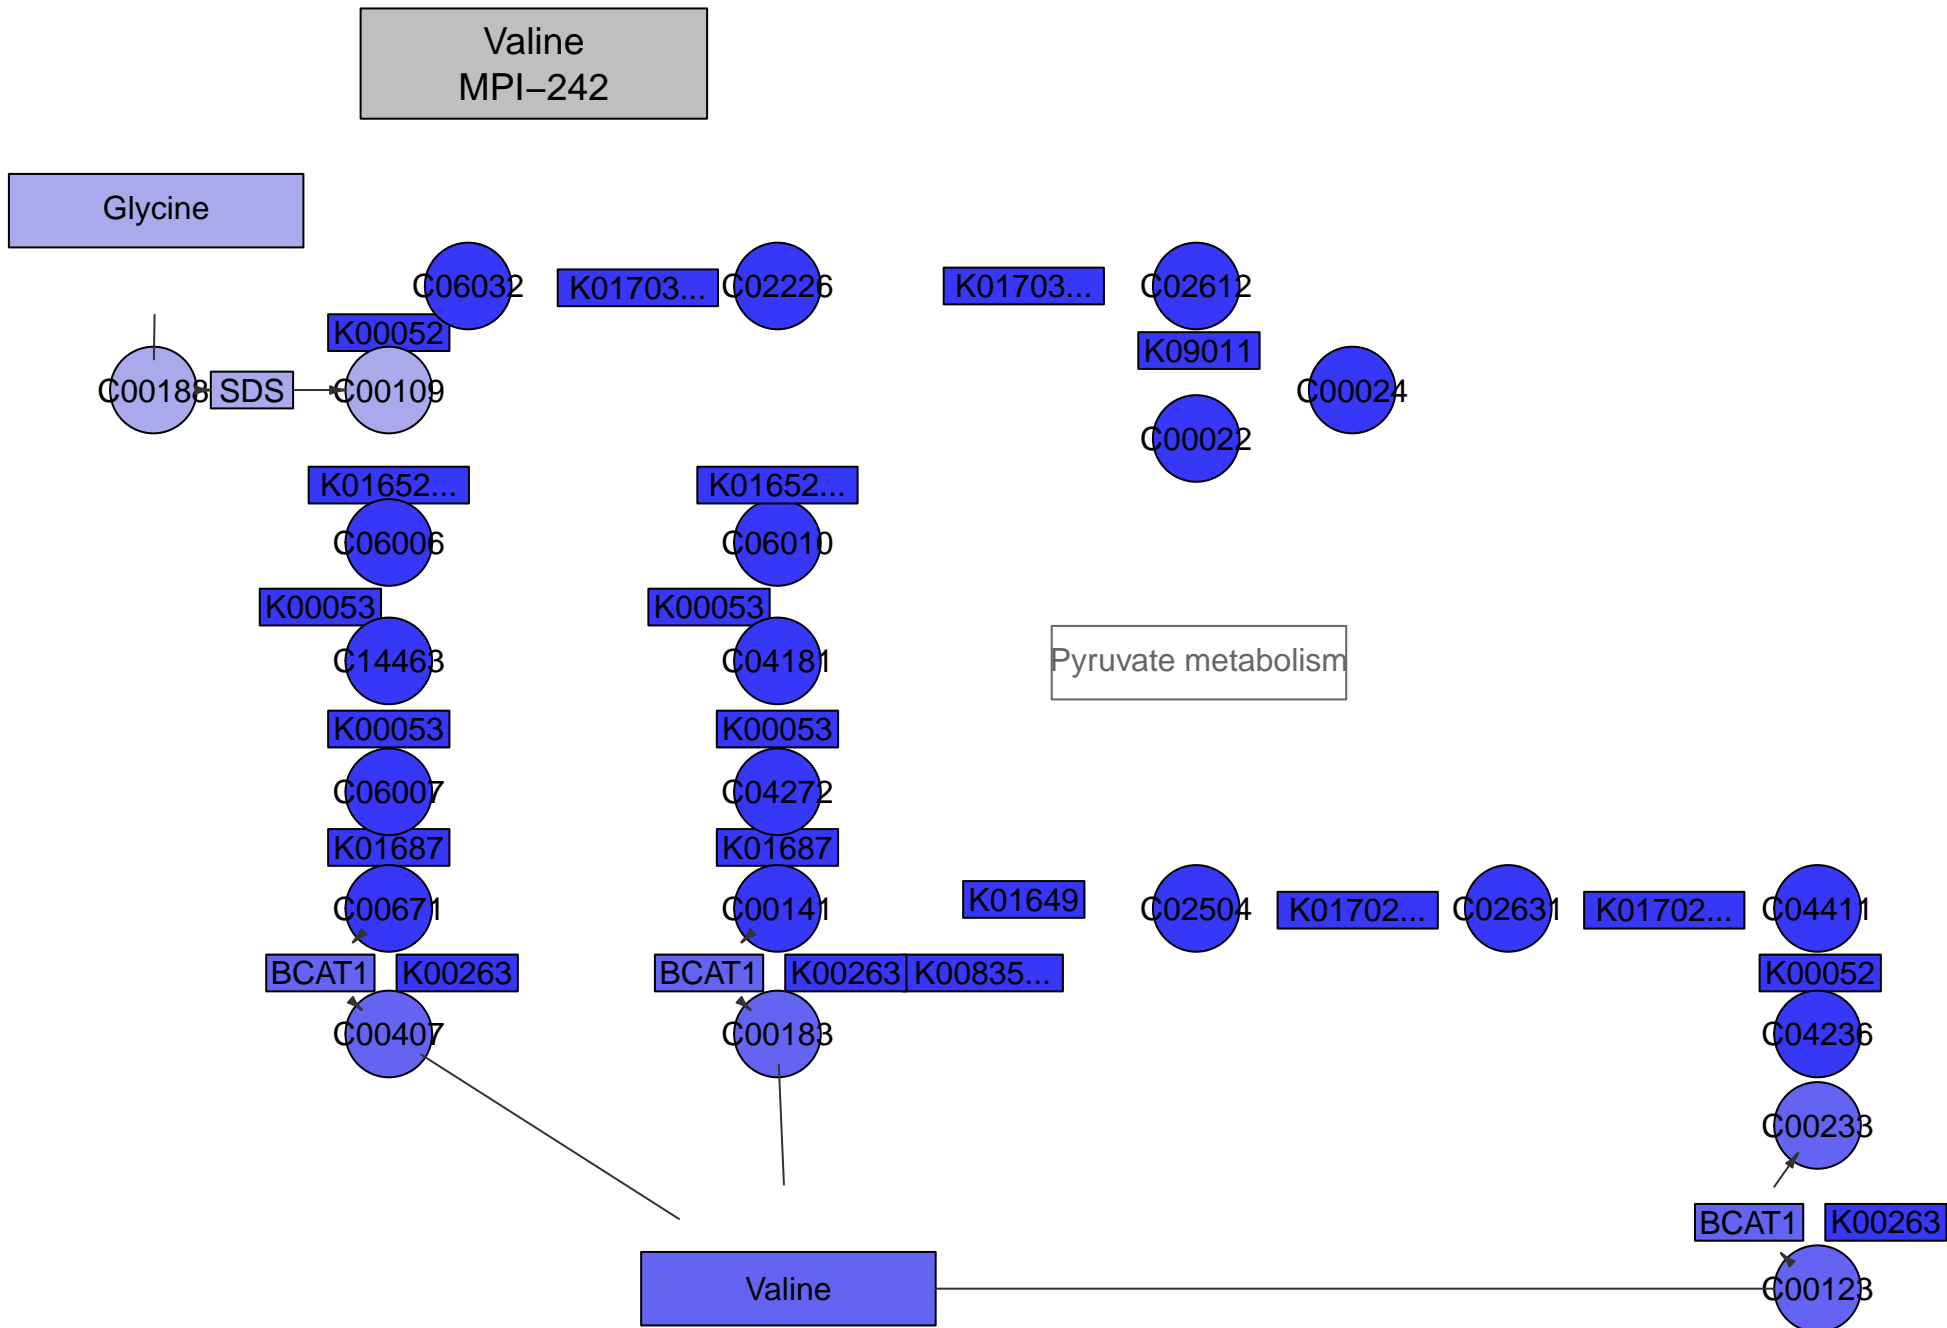 Valine
MPI−242
Glycine
C06032
K01703...
C02226
K01703...
C02612
K00052
K09011
C00188
SDS
C00109
C00024
C00022
K01652...
K01652...
C06006
C06010
K00053
K00053
C14463
C04181
Pyruvate metabolism
K00053
K00053
C06007
C04272
K01687
K01687
C00671
C00141
K01649
C02504
K01702...
C02631
K01702...
C04411
BCAT1
K00263
BCAT1
K00263
K00835...
K00052
C00407
C00183
C04236
C00233
BCAT1
K00263
Valine
C00123